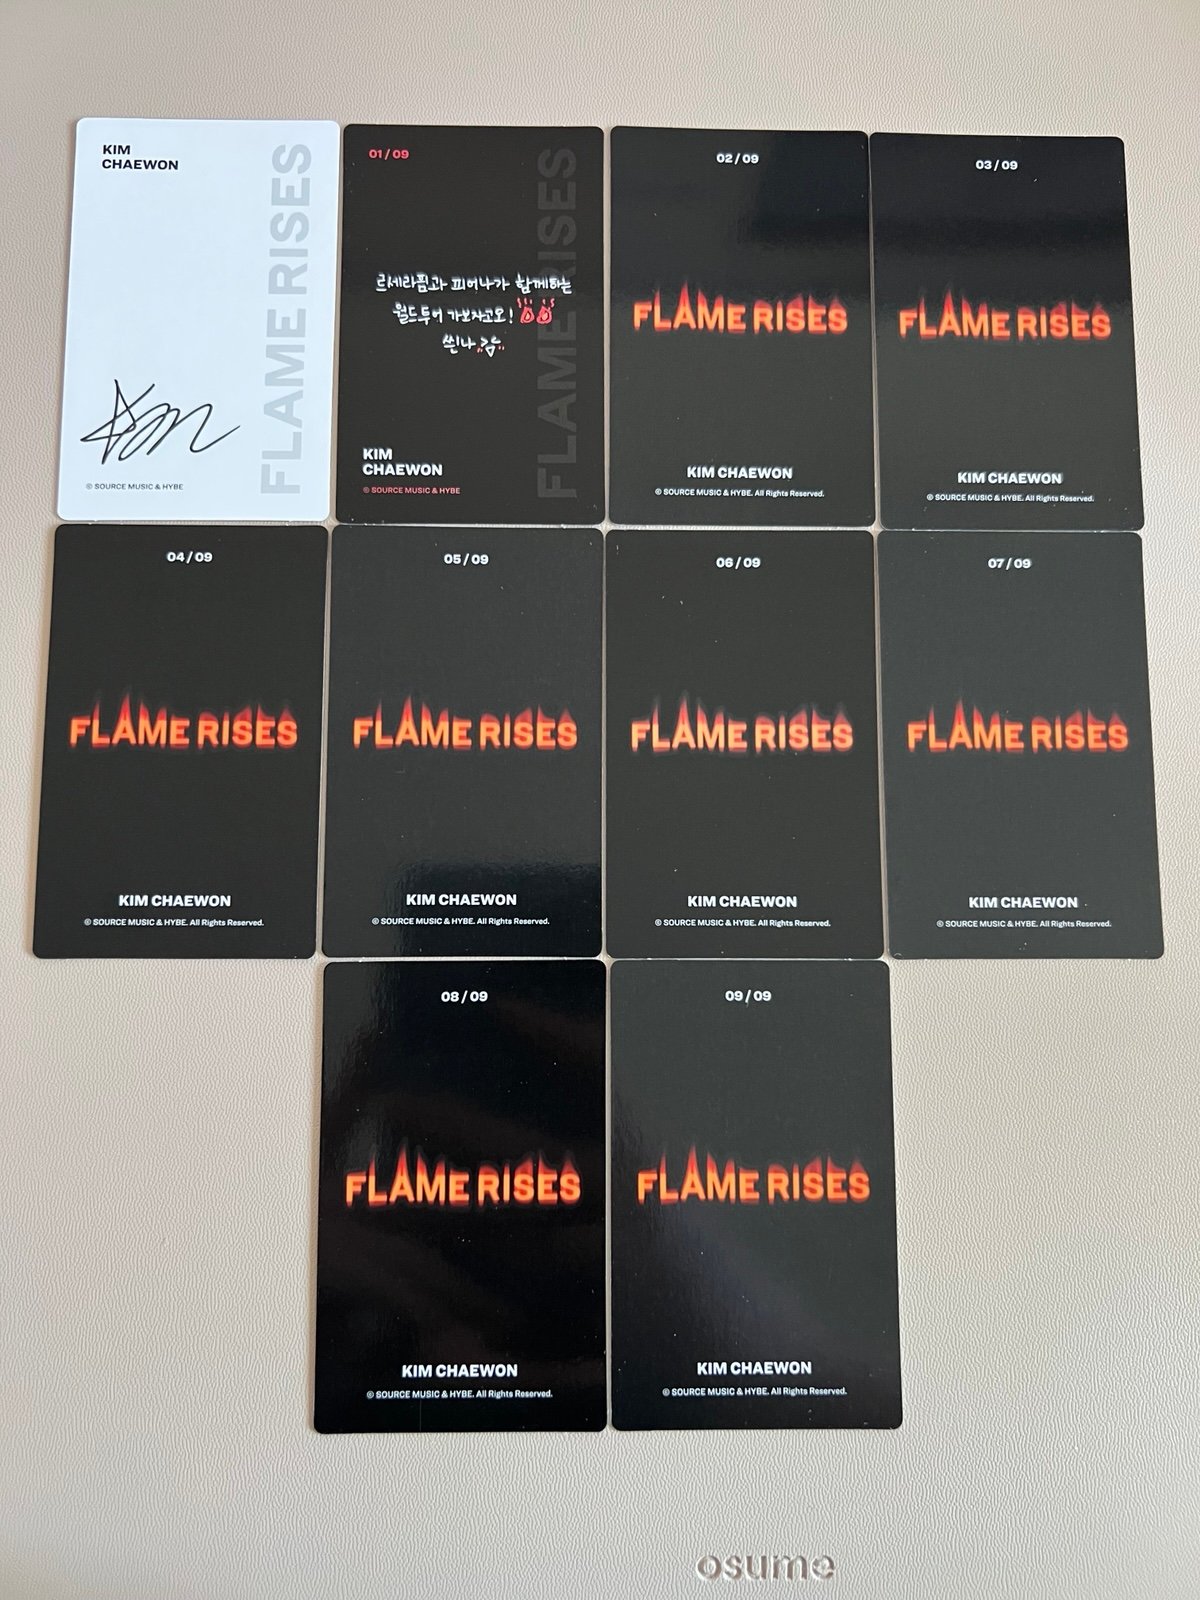 KIM
CHAEWON
FLAME RISES
© SOURCE MUSIC & HYBE
01 / 09
르세라핌과 피어나가 함께하는
월드투어 가보자고오!
씐나
KIM
CHAEWON
© SOURCE MUSIC & HYBE
FLAME RISES
02 / 09
FLAME RISES
KIM CHAEWON
© SOURCE MUSIC & HYBE. All Rights Reserved.
03 / 09
FLAME RISES
KIM CHAEWON
© SOURCE MUSIC & HYBE. All Rights Reserved.
04 / 09
FLAME RISES
KIM CHAEWON
© SOURCE MUSIC & HYBE. All Rights Reserved.
05 / 09
FLAME RISES
KIM CHAEWON
© SOURCE MUSIC & HYBE. All Rights Reserved.
06 / 09
FLAME RISES
KIM CHAEWON
© SOURCE MUSIC & HYBE. All Rights Reserved.
07 / 09
FLAME RISES
KIM CHAEWON
© SOURCE MUSIC & HYBE. All Rights Reserved.
08 / 09
FLAME RISES
KIM CHAEWON
© SOURCE MUSIC & HYBE. All Rights Reserved.
09 / 09
FLAME RISES
KIM CHAEWON
© SOURCE MUSIC & HYBE. All Rights Reserved.
osume